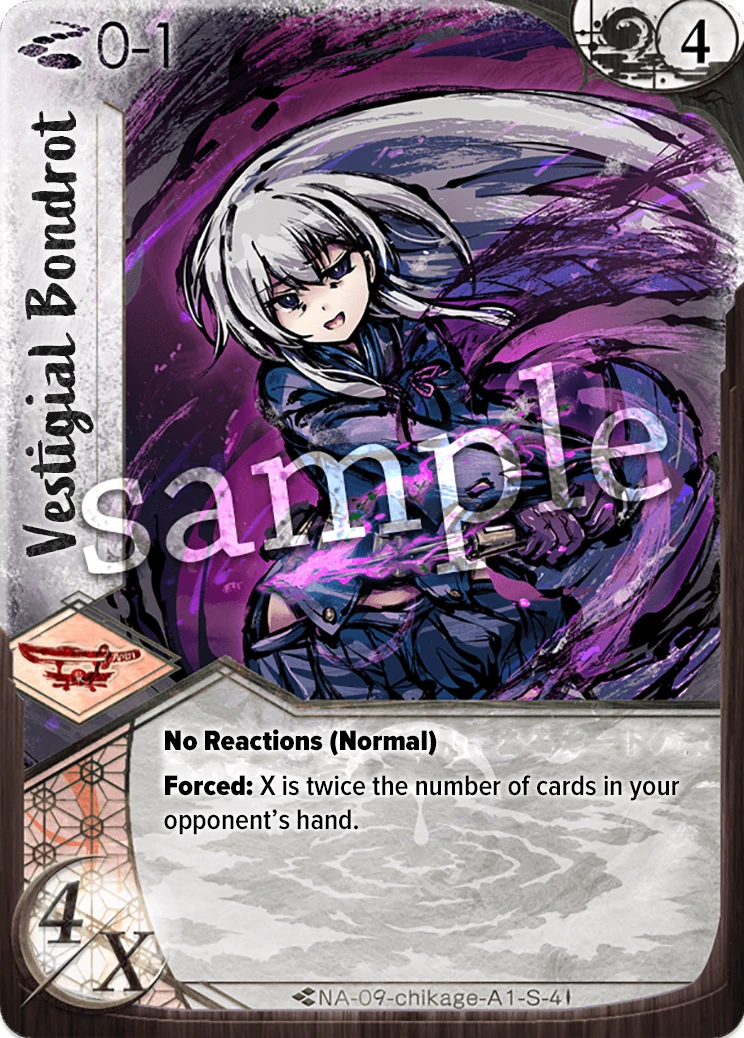 0-1
4
Vestigial Bondrot
sample
No Reactions (Normal)
Forced: X is twice the number of cards in your
opponent's hand.
4/X
NA-09-chikage-A1-S-4